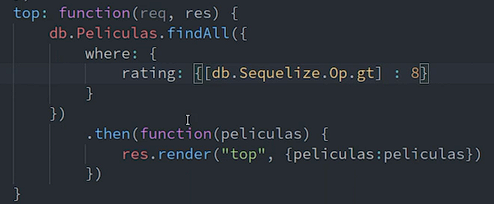 top: function(req, res) {
    db.Peliculas.findAll({
        where: {
            rating: {[db.Sequelize.Op.gt] : 8}
        }
    })
        .then(function(peliculas) {
            res.render("top", {peliculas:peliculas})
        })
}